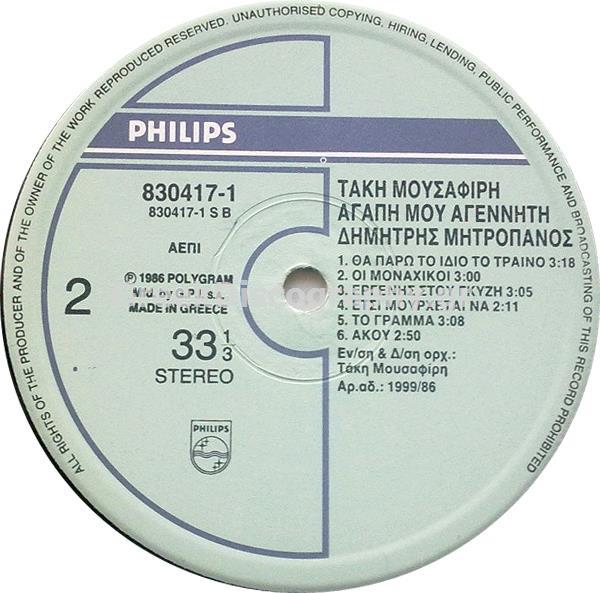 ALL RIGHTS OF THE PRODUCER AND OF THE OWNER OF THE WORK REPRODUCED RESERVED. UNAUTHORISED COPYING, HIRING, LENDING, PUBLIC PERFORMANCE AND BROADCASTING OF THIS RECORD PROHIBITED
PHILIPS
830417-1
830417-1 S B
ΑΕΠΙ
℗ 1986 POLYGRAM
MADE IN GREECE
2
33 1/3
STEREO
PHILIPS
ΤΑΚΗ ΜΟΥΣΑΦΙΡΗ
ΑΓΑΠΗ ΜΟΥ ΑΓΕΝΝΗΤΗ
ΔΗΜΗΤΡΗΣ ΜΗΤΡΟΠΑΝΟΣ
1. ΘΑ ΠΑΡΩ ΤΟ ΙΔΙΟ ΤΟ ΤΡΑΙΝΟ 3:18
2. ΟΙ ΜΟΝΑΧΙΚΟΙ 3:00
3. ΕΡΓΕΝΗΣ ΣΤΟΥ ΓΚΥΖΗ 3:05
4. ΕΤΣΙ ΜΟΥΡΧΕΤΑΙ ΝΑ 2:11
5. ΤΟ ΓΡΑΜΜΑ 3:08
6. ΑΚΟΥ 2:50
Εν/ση & Δ/ση ορχ.:
Τάκη Μουσαφίρη
Αρ.αδ.: 1999/86